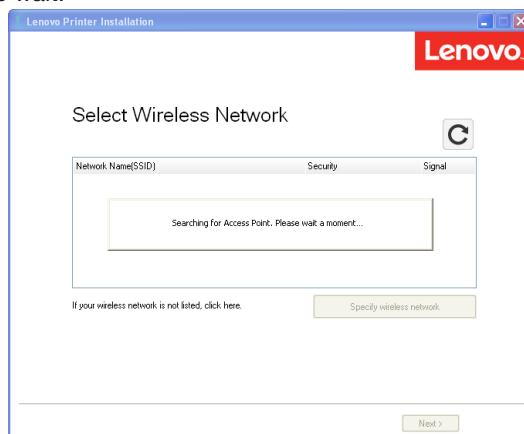 Lenovo Printer Installation
Lenovo
Select Wireless Network
Network Name(SSID) Security Signal
Searching for Access Point. Please wait a moment...
If your wireless network is not listed, click here. Specify wireless network
Next >